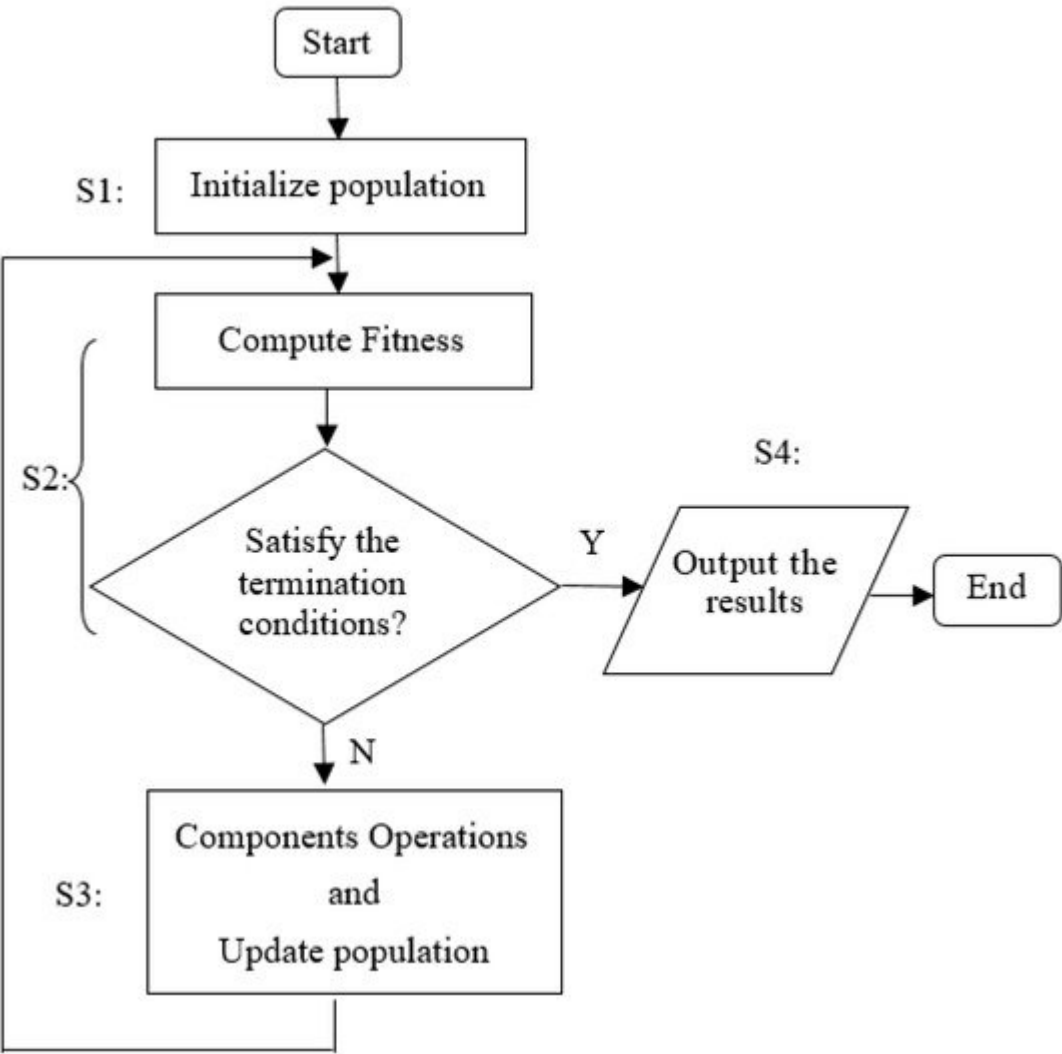 Start
S1:
Initialize population
Compute Fitness
S2:
Satisfy the
termination
conditions?
Y
S4:
Output the
results
End
N
S3:
Components Operations
and
Update population